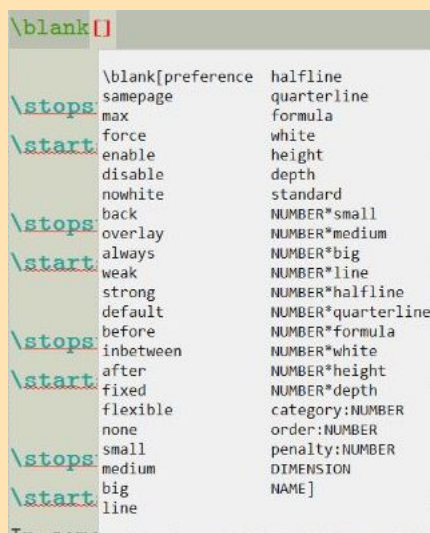 \blank[]
\blank[preference halfline
\stops
samepage quarterline
max formula
\start
force white
enable height
disable depth
nowhite standard
\stops
back NUMBER*small
overlay NUMBER*medium
\start
always NUMBER*big
weak NUMBER*line
strong NUMBER*halfline
default NUMBER*quarterline
before NUMBER*formula
\stops
inbetween NUMBER*white
\start
after NUMBER*height
fixed NUMBER*depth
flexible category:NUMBER
none order:NUMBER
\stops
small penalty:NUMBER
medium DIMENSION
\start
big NAME]
line